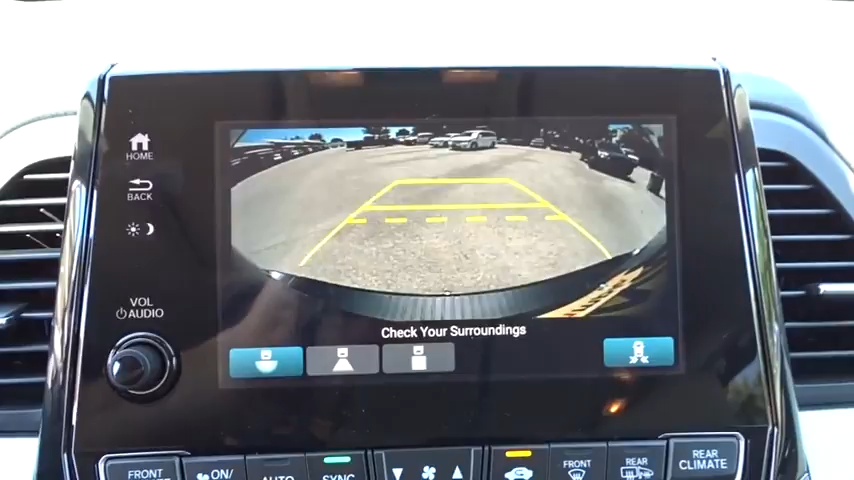 HOME
BACK
VOL
AUDIO
Check Your Surroundings
FRONT
ON/
AUTO
SYNC
FRONT
REAR
REAR
CLIMATE